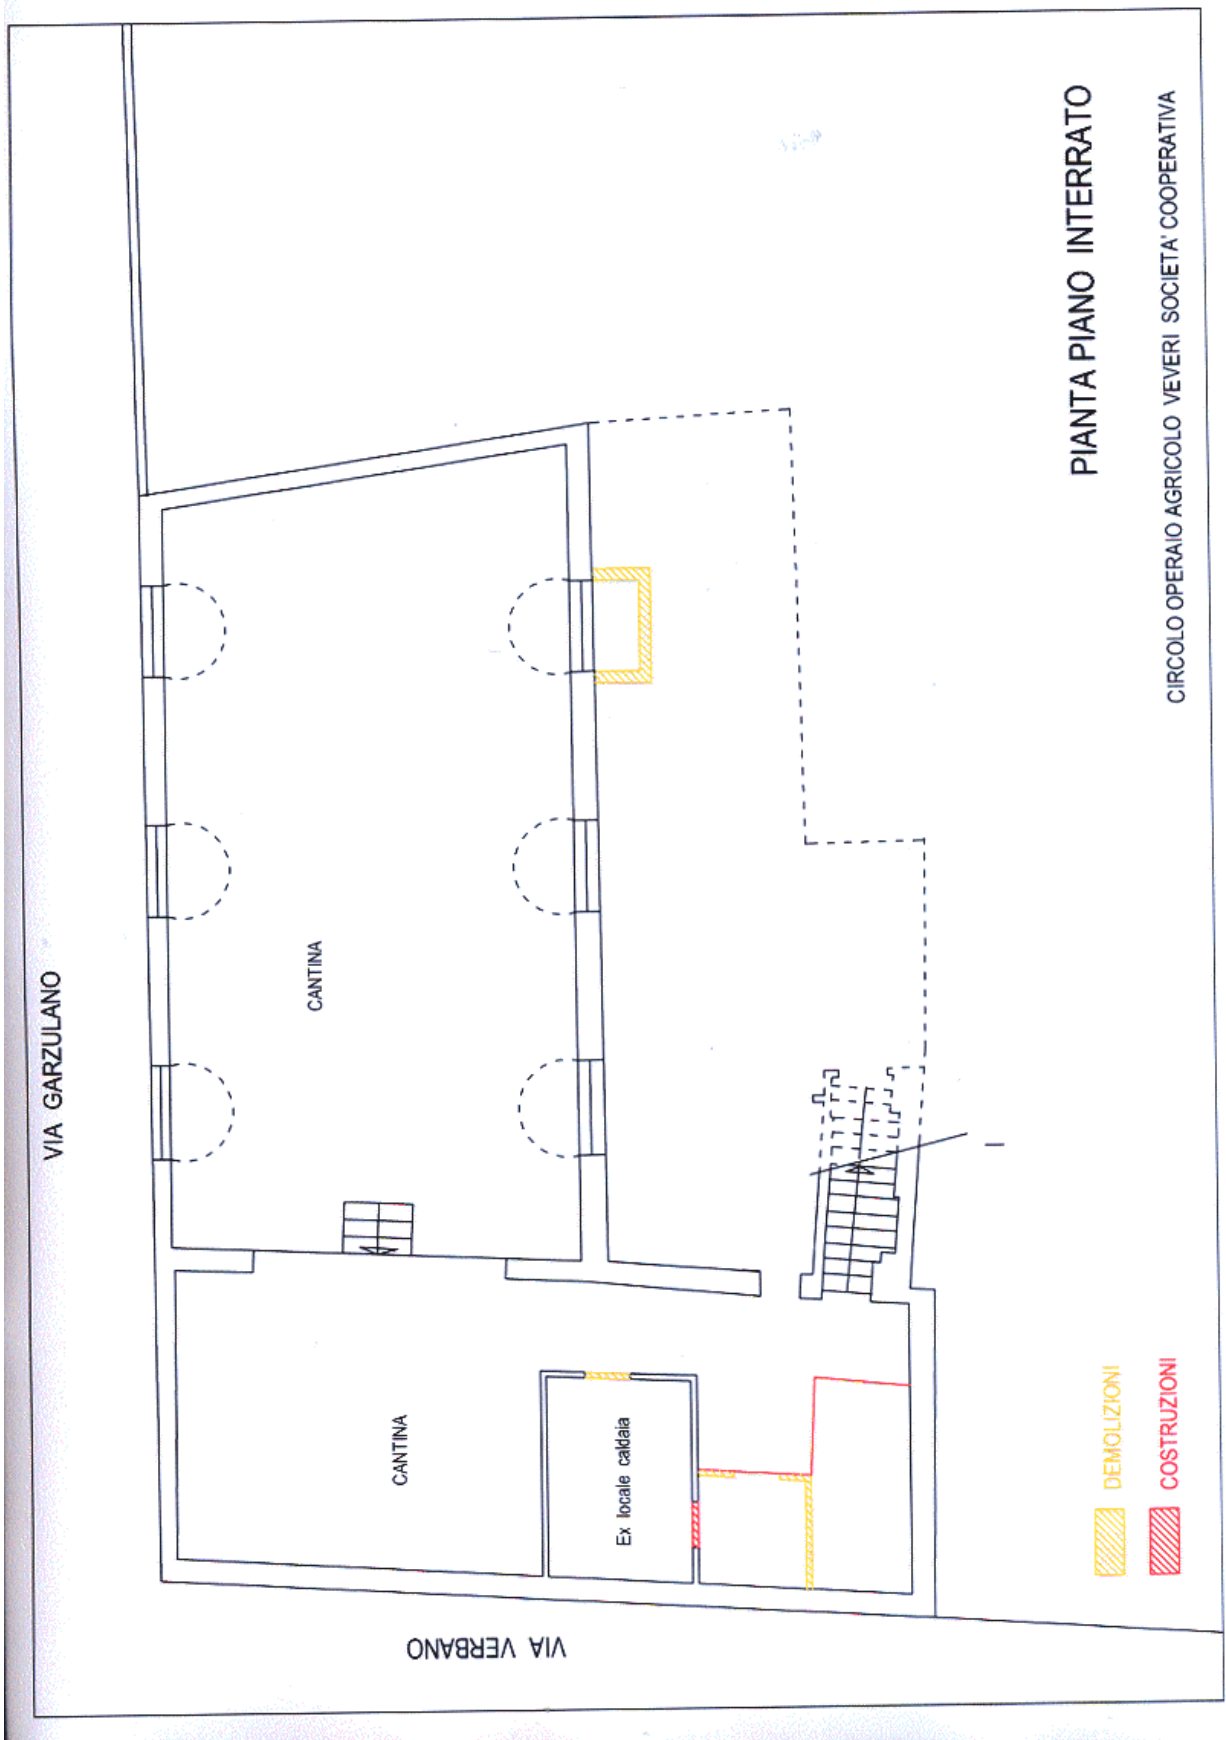 VIA GARZULANO
CANTINA
CANTINA
Ex locale caldaia
VIA VERBANO
PIANTA PIANO INTERRATO
CIRCOLO OPERAIO AGRICOLO VEVERI SOCIETA' COOPERATIVA
DEMOLIZIONI
COSTRUZIONI